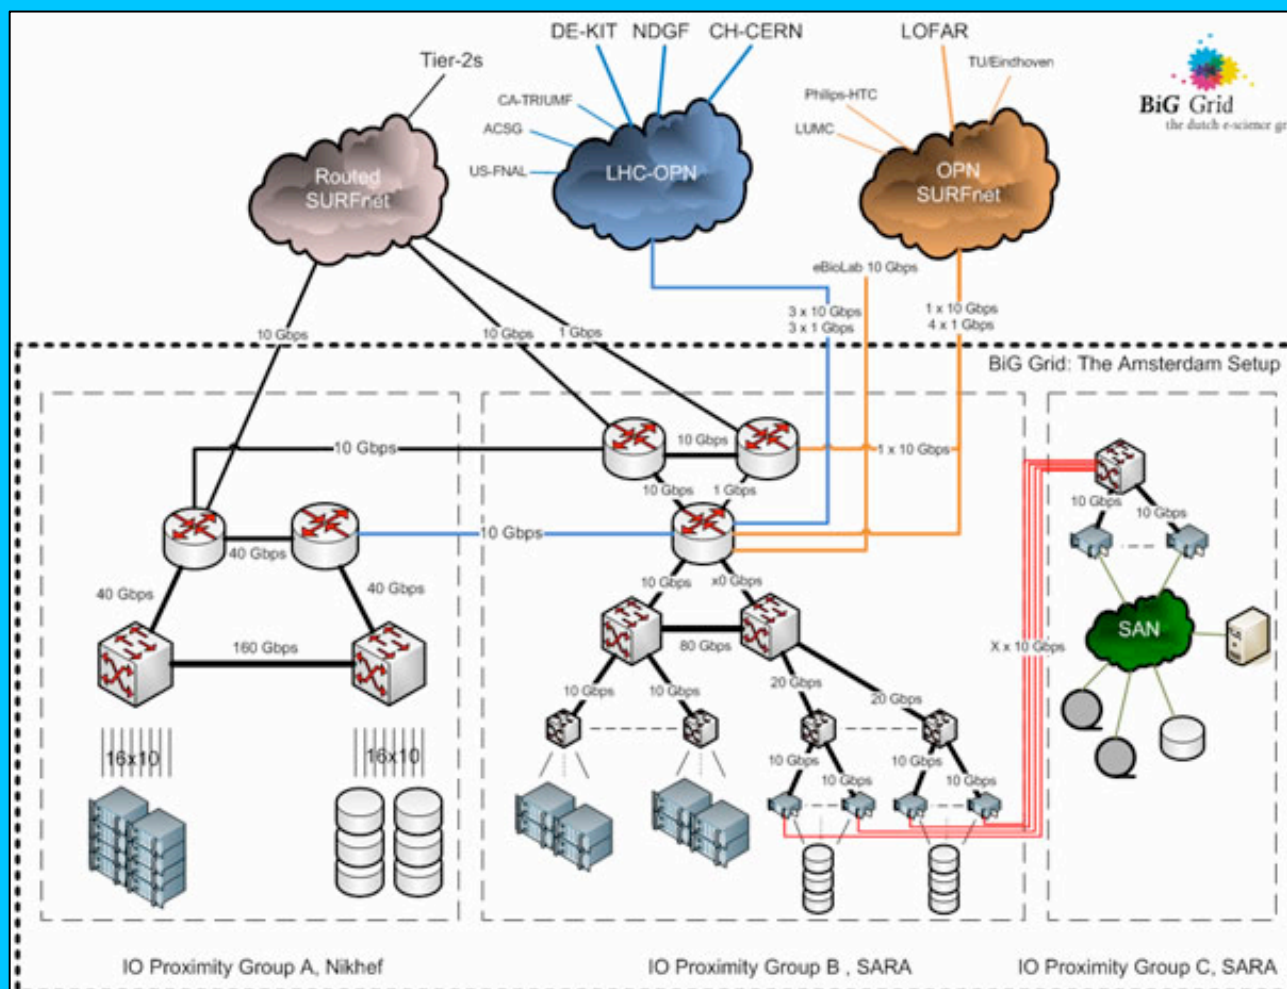 DE-KIT NDGF CH-CERN
LOFAR
Tier-2s
TU/Eindhoven
CA-TRIUMF
Philips-HTC
ACSG
LUMC
US-FNAL
BiG Grid
the dutch e-science gr
Routed
SURFnet
LHC-OPN
OPN
SURFnet
eBioLab 10 Gbps
3 x 10 Gbps
3 x 1 Gbps
1 x 10 Gbps
4 x 1 Gbps
10 Gbps
10 Gbps
1 Gbps
BiG Grid: The Amsterdam Setup
10 Gbps
10 Gbps
1 x 10 Gbps
10 Gbps
1 Gbps
10 Gbps
10 Gbps
10 Gbps
40 Gbps
40 Gbps
40 Gbps
160 Gbps
10 Gbps
x0 Gbps
80 Gbps
X x 10 Gbps
SAN
10 Gbps
10 Gbps
20 Gbps
20 Gbps
16x10
16x10
10 Gbps
10 Gbps
10 Gbps
10 Gbps
IO Proximity Group A, Nikhef
IO Proximity Group B , SARA
IO Proximity Group C, SARA